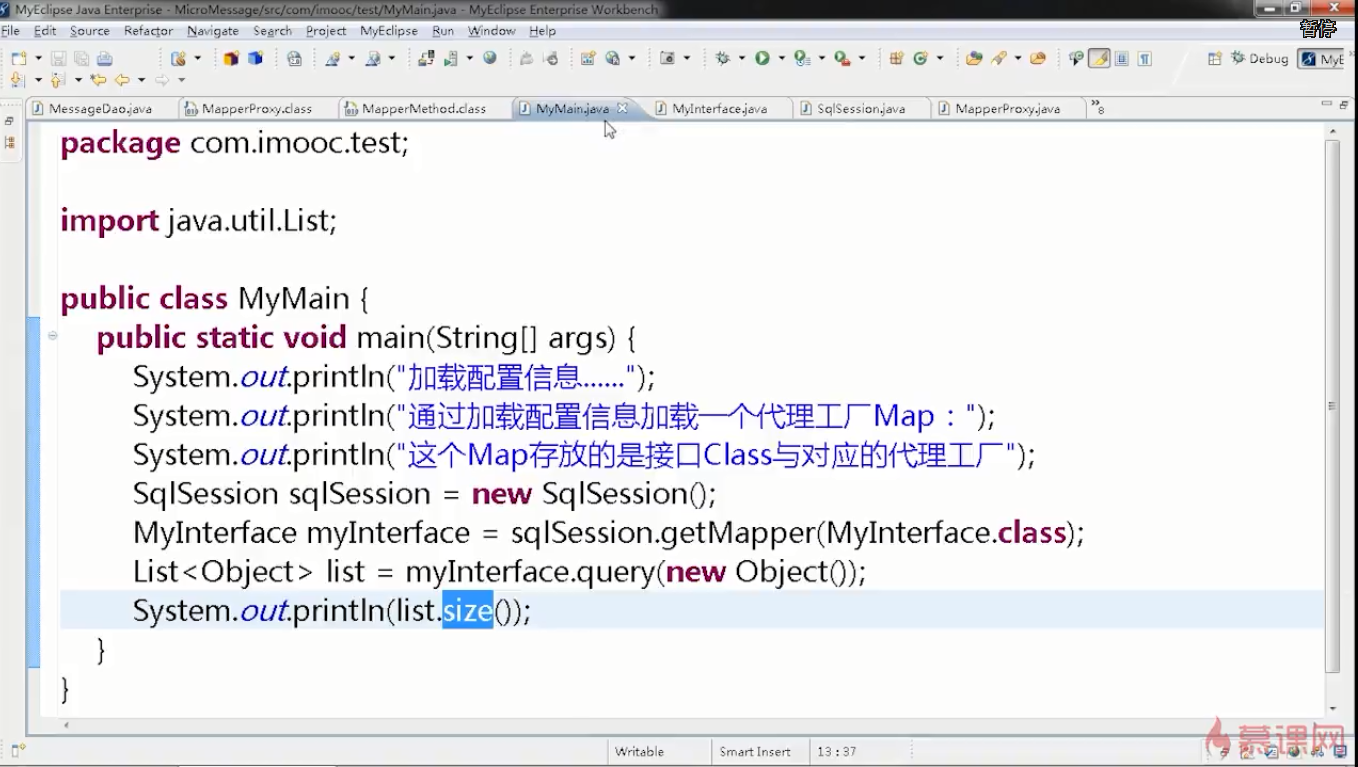 MyEclipse Java Enterprise - MicroMessage/src/com/imooc/test/MyMain.java - MyEclipse Enterprise Workbench
暂停
File Edit Source Refactor Navigate Search Project MyEclipse Run Window Help
Debug MyE
MessageDao.java MapperProxy.class MapperMethod.class MyMain.java MyInterface.java SqlSession.java MapperProxy.java »8
package com.imooc.test;
import java.util.List;
public class MyMain {
public static void main(String[] args) {
System.out.println("加载配置信息......");
System.out.println("通过加载配置信息加载一个代理工厂Map：");
System.out.println("这个Map存放的是接口Class与对应的代理工厂");
SqlSession sqlSession = new SqlSession();
MyInterface myInterface = sqlSession.getMapper(MyInterface.class);
List<Object> list = myInterface.query(new Object());
System.out.println(list.size());
}
}
Writable Smart Insert 13 : 37
慕课网